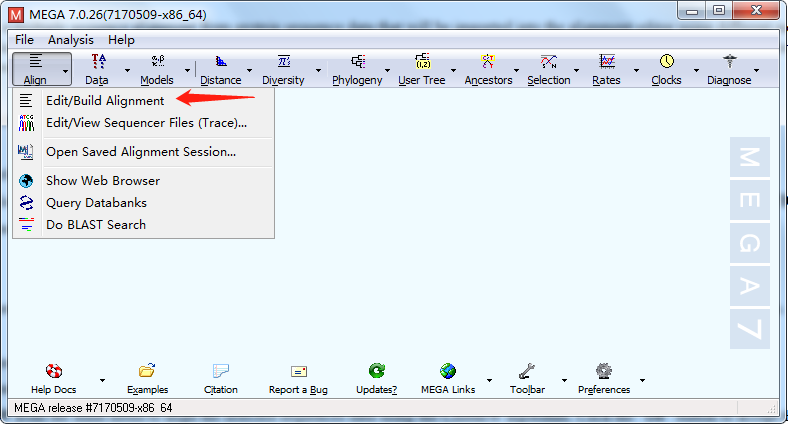 MEGA 7.0.26(7170509-x86_64)
File Analysis Help
Align Data Models Distance Diversity Phylogeny User Tree Ancestors Selection Rates Clocks Diagnose
Edit/Build Alignment
Edit/View Sequencer Files (Trace)...
Open Saved Alignment Session...
Show Web Browser
Query Databanks
Do BLAST Search
M
E
G
A
7
Help Docs Examples Citation Report a Bug Updates? MEGA Links Toolbar Preferences
MEGA release #7170509-x86_64